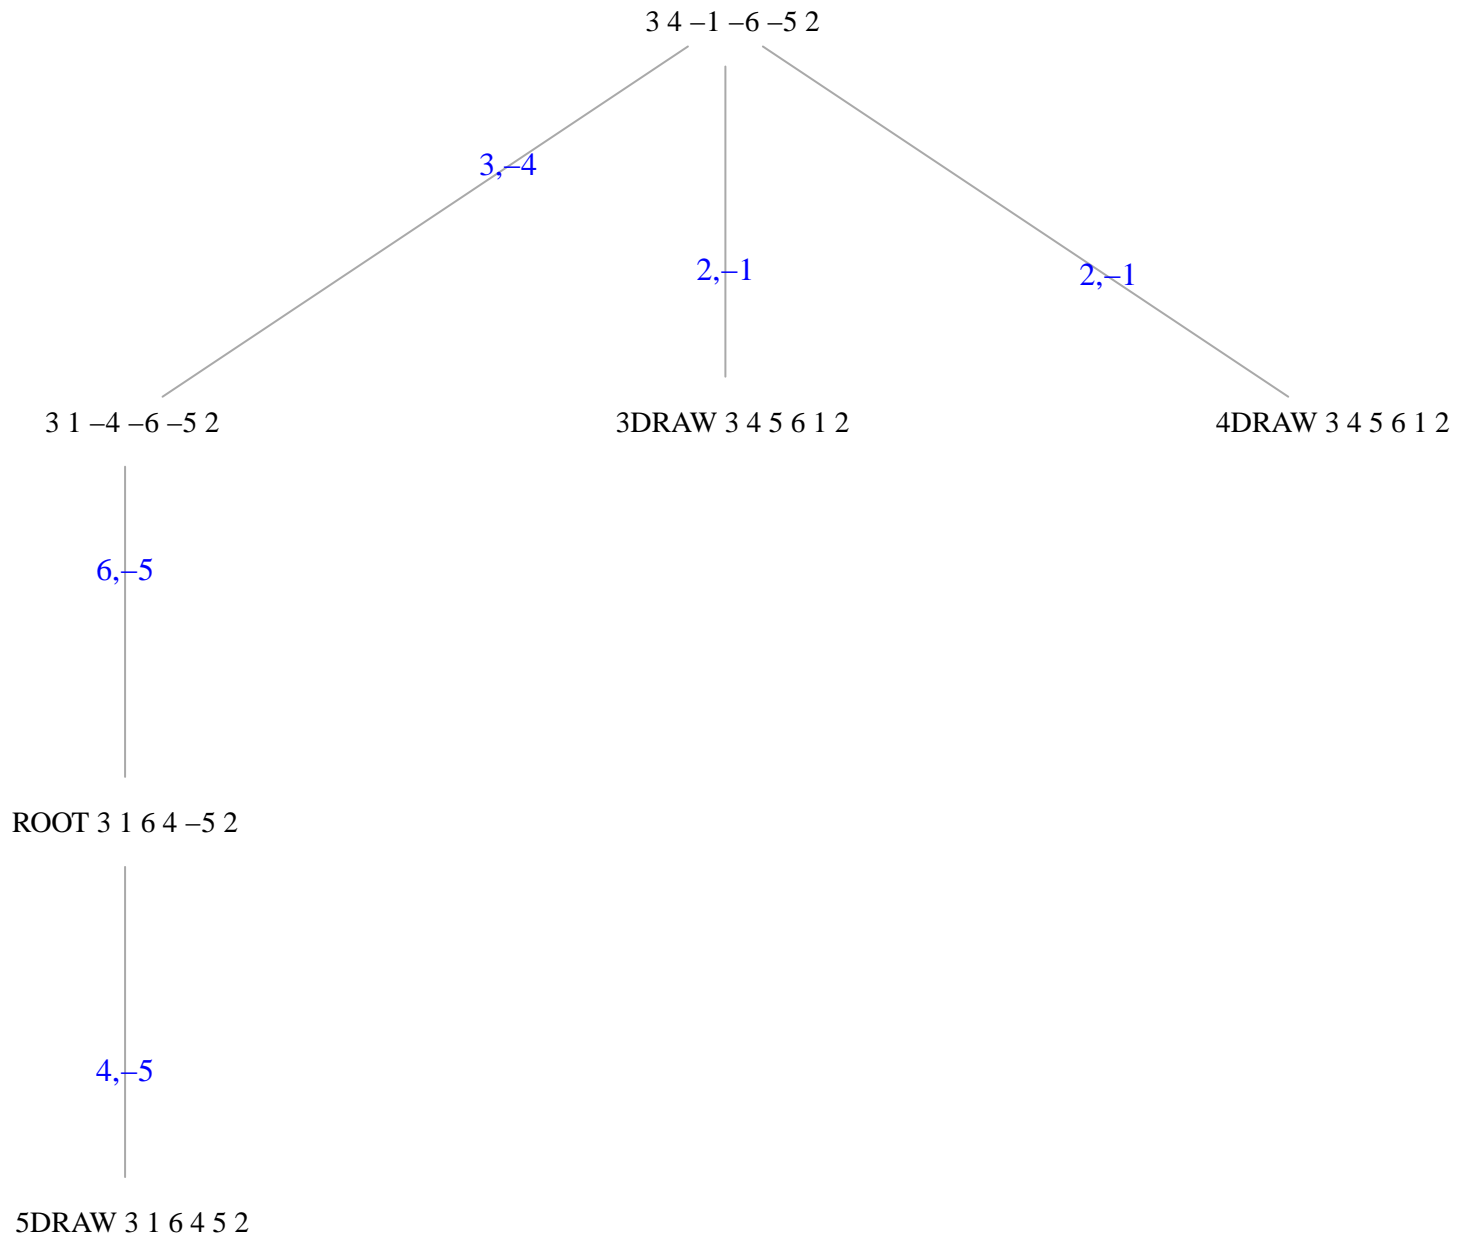 3 4 –1 –6 –5 2
3,–4
2,–1
2,–1
3 1 –4 –6 –5 2
3DRAW 3 4 5 6 1 2
4DRAW 3 4 5 6 1 2
6,–5
ROOT 3 1 6 4 –5 2
4,–5
5DRAW 3 1 6 4 5 2